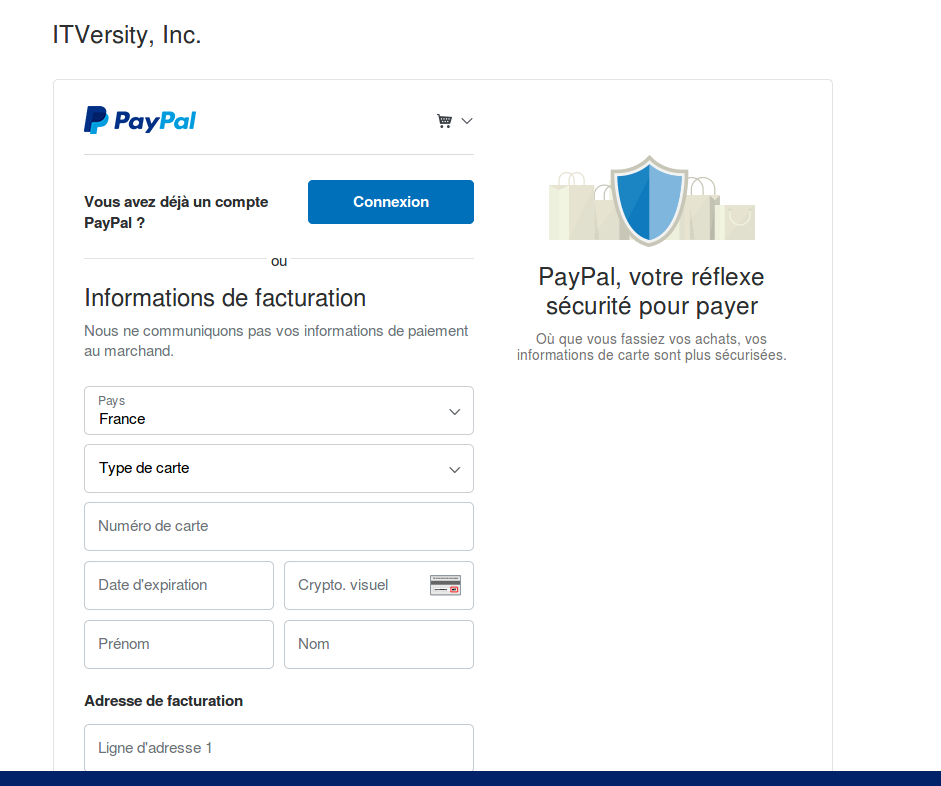 ITVersity, Inc.
PayPal
Vous avez déjà un compte
PayPal ?
Connexion
ou
Informations de facturation
Nous ne communiquons pas vos informations de paiement
au marchand.
Pays
France
Type de carte
Numéro de carte
Date d'expiration
Crypto. visuel
Prénom
Nom
Adresse de facturation
Ligne d'adresse 1
PayPal, votre réflexe
sécurité pour payer
Où que vous fassiez vos achats, vos
informations de carte sont plus sécurisées.